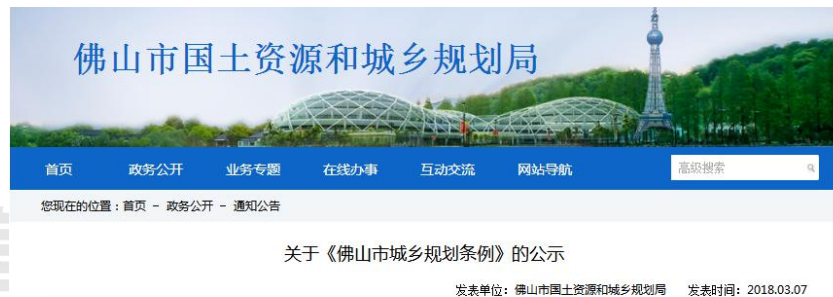 佛山市国土资源和城乡规划局
首页 政务公开 业务专题 在线办事 互动交流 网站导航 高级搜索
您现在的位置：首页 - 政务公开 - 通知公告
关于《佛山市城乡规划条例》的公示
发表单位：佛山市国土资源和城乡规划局 发表时间：2018.03.07